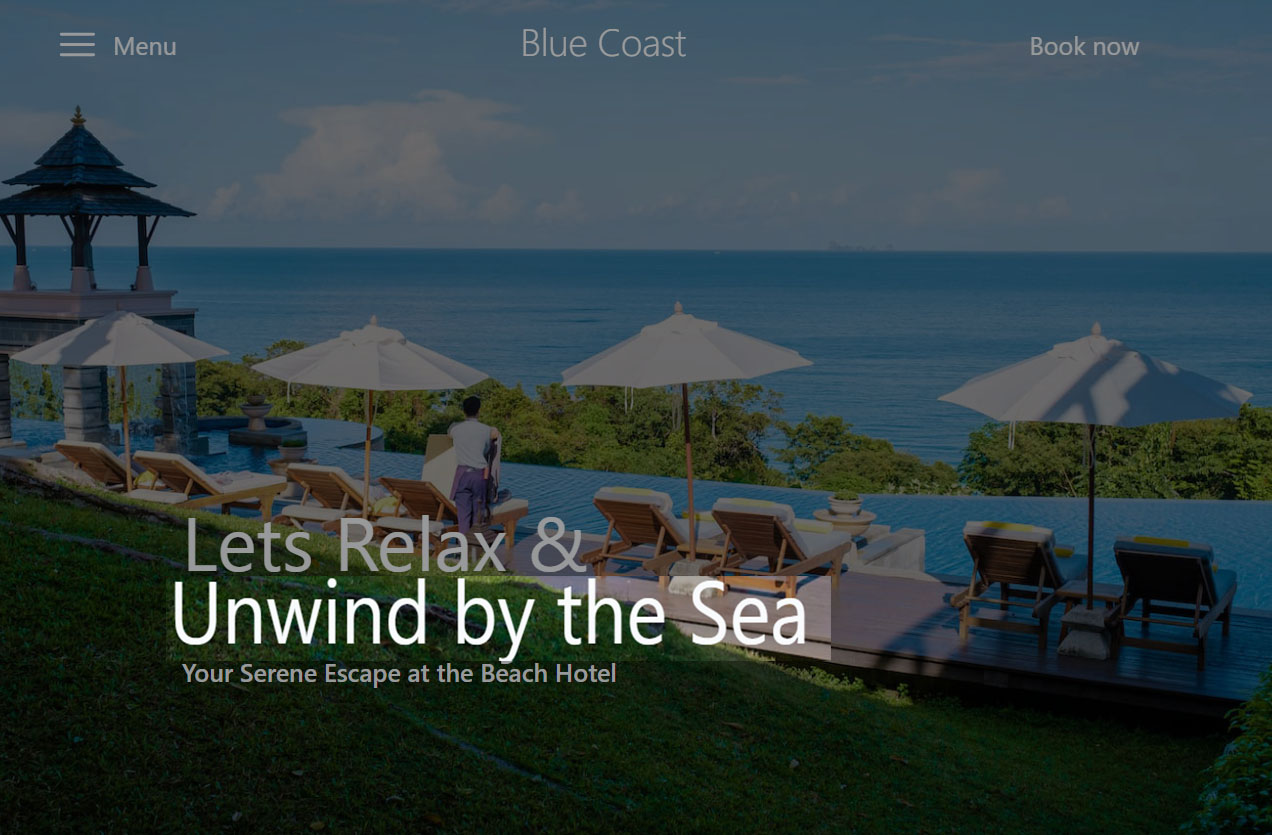 Menu
Blue Coast
Book now
Lets Relax &
Unwind by the Sea
Your Serene Escape at the Beach Hotel